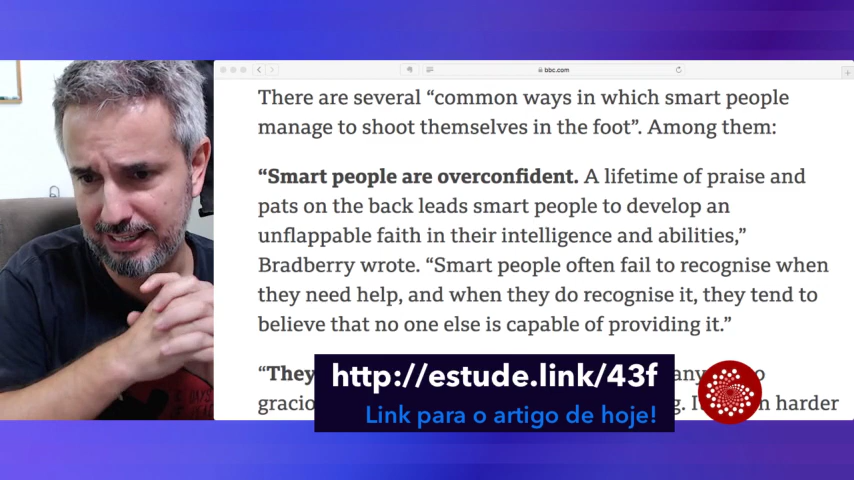 bbc.com
There are several “common ways in which smart people
manage to shoot themselves in the foot”. Among them:
“Smart people are overconfident. A lifetime of praise and
pats on the back leads smart people to develop an
unflappable faith in their intelligence and abilities,”
Bradberry wrote. “Smart people often fail to recognise when
they need help, and when they do recognise it, they tend to
believe that no one else is capable of providing it.”
“They
harder
http://estude.link/43f
Link para o artigo de hoje!